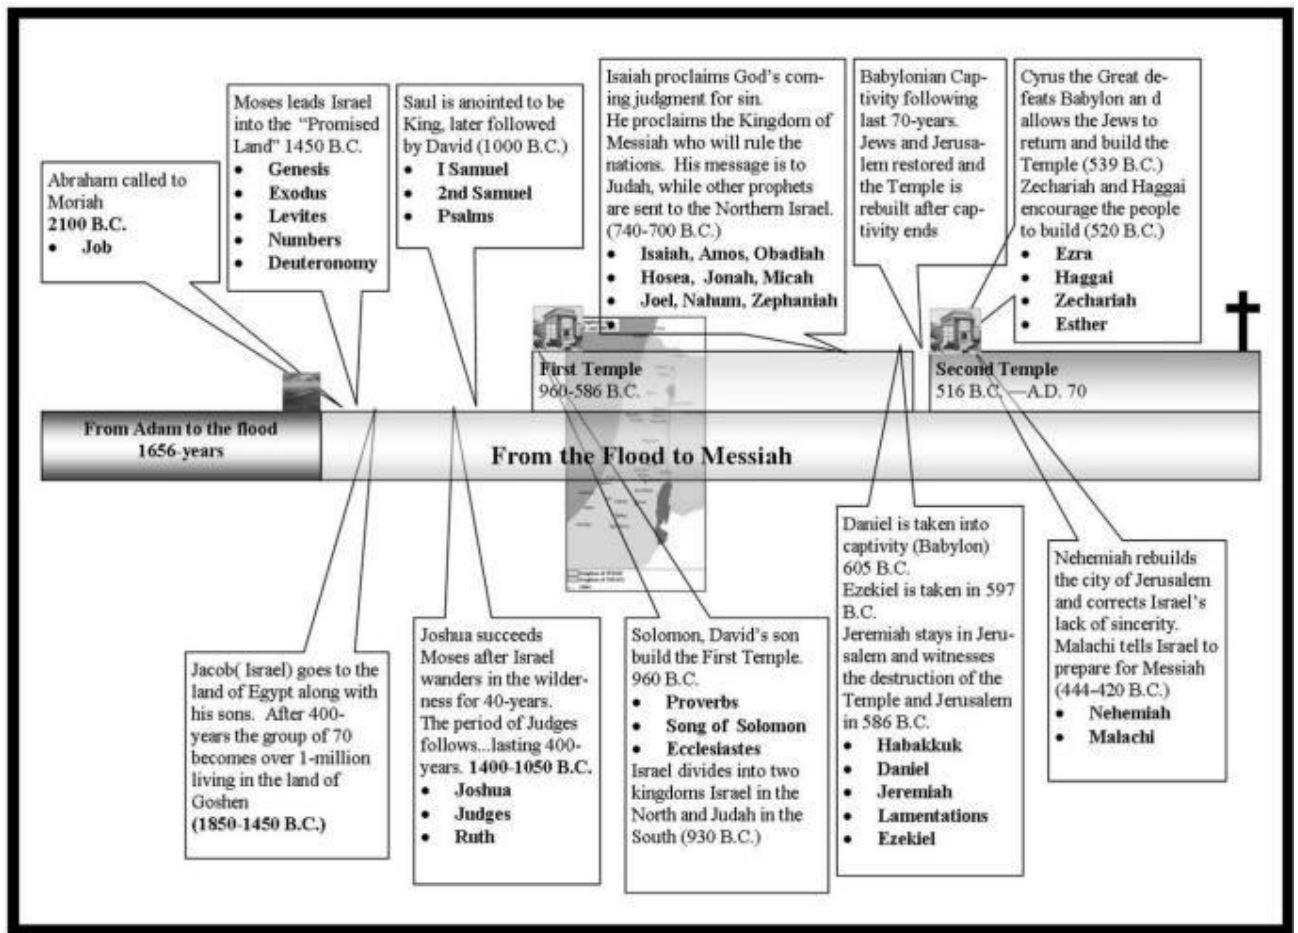 Abraham called to
Moriah
2100 B.C.
• Job
Moses leads Israel
into the “Promised
Land” 1450 B.C.
• Genesis
• Exodus
• Levites
• Numbers
• Deuteronomy
Saul is anointed to be
King, later followed
by David (1000 B.C.)
• I Samuel
• 2nd Samuel
• Psalms
Isaiah proclaims God’s com-
ing judgment for sin.
He proclaims the Kingdom of
Messiah who will rule the
nations. His message is to
Judah, while other prophets
are sent to the Northern Israel.
(740-700 B.C.)
• Isaiah, Amos, Obadiah
• Hosea, Jonah, Micah
• Joel, Nahum, Zephaniah
•
Babylonian Cap-
tivity following
last 70-years.
Jews and Jerusa-
lem restored and
the Temple is
rebuilt after cap-
tivity ends
Cyrus the Great de-
feats Babylon an d
allows the Jews to
return and build the
Temple (539 B.C.)
Zechariah and Haggai
encourage the people
to build (520 B.C.)
• Ezra
• Haggai
• Zechariah
• Esther
First Temple
960-586 B.C.
Second Temple
516 B.C. —A.D. 70
From Adam to the flood
1656-years
From the Flood to Messiah
Jacob( Israel) goes to the
land of Egypt along with
his sons. After 400-
years the group of 70
becomes over 1-million
living in the land of
Goshen
(1850-1450 B.C.)
Joshua succeeds
Moses after Israel
wanders in the wilder-
ness for 40-years.
The period of Judges
follows...lasting 400-
years. 1400-1050 B.C.
• Joshua
• Judges
• Ruth
Solomon, David’s son
build the First Temple.
960 B.C.
• Proverbs
• Song of Solomon
• Ecclesiastes
Israel divides into two
kingdoms Israel in the
North and Judah in the
South (930 B.C.)
Daniel is taken into
captivity (Babylon)
605 B.C.
Ezekiel is taken in 597
B.C.
Jeremiah stays in Jeru-
salem and witnesses
the destruction of the
Temple and Jerusalem
in 586 B.C.
• Habakkuk
• Daniel
• Jeremiah
• Lamentations
• Ezekiel
Nehemiah rebuilds
the city of Jerusalem
and corrects Israel’s
lack of sincerity.
Malachi tells Israel to
prepare for Messiah
(444-420 B.C.)
• Nehemiah
• Malachi